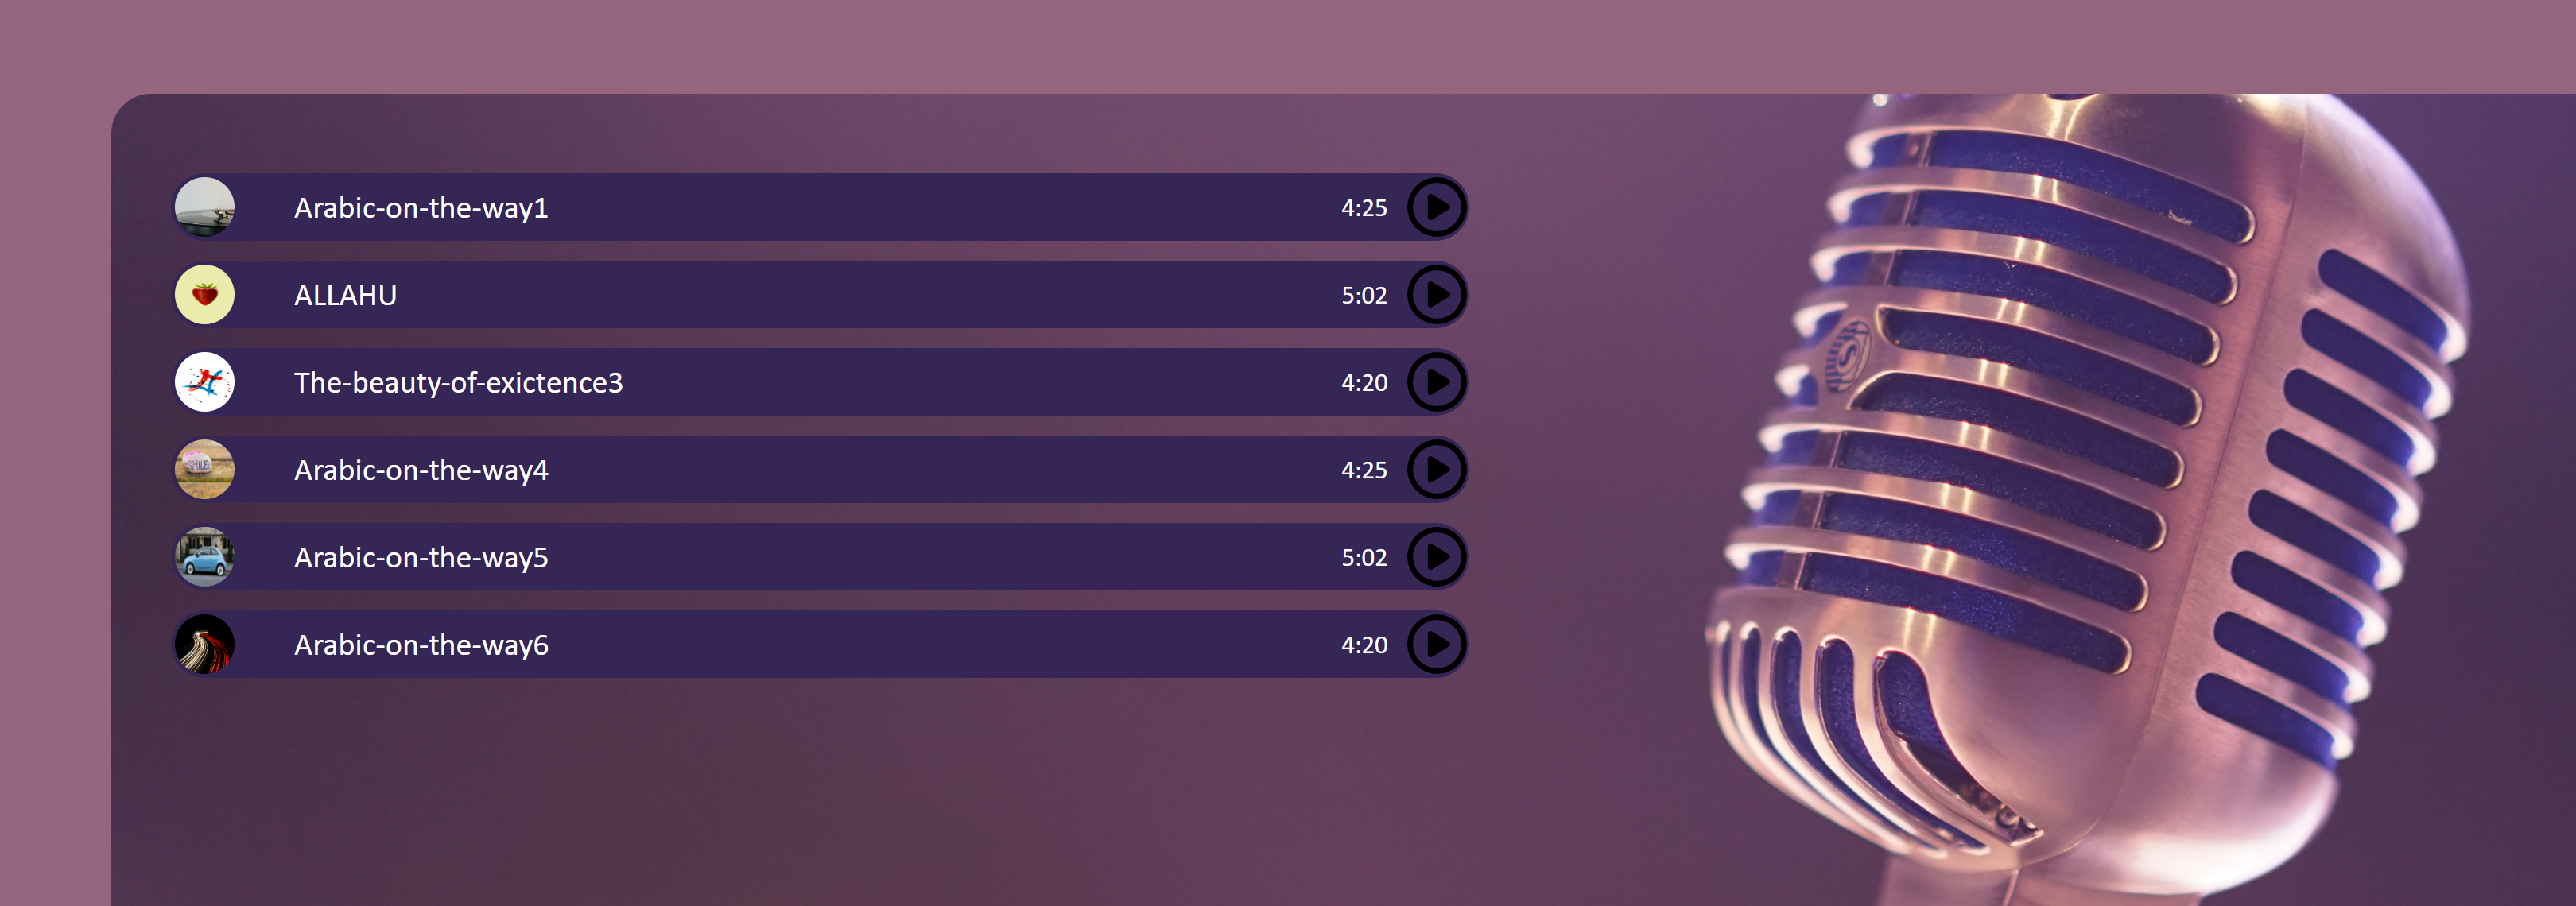 Arabic-on-the-way1 4:25
ALLAHU 5:02
The-beauty-of-exictence3 4:20
SMILE
Arabic-on-the-way4 4:25
Arabic-on-the-way5 5:02
Arabic-on-the-way6 4:20